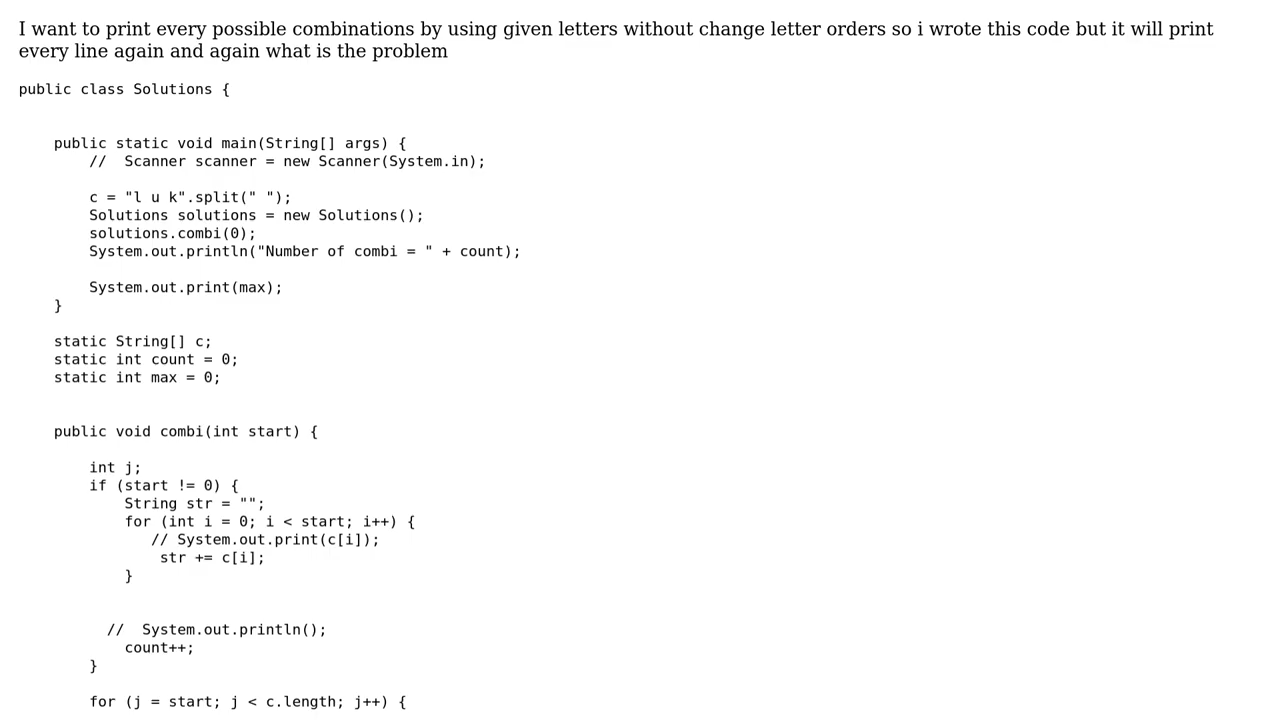 I want to print every possible combinations by using given letters without change letter orders so i wrote this code but it will print
every line again and again what is the problem
public class Solutions {
    public static void main(String[] args) {
        //  Scanner scanner = new Scanner(System.in);
        c = "l u k".split(" ");
        Solutions solutions = new Solutions();
        solutions.combi(0);
        System.out.println("Number of combi = " + count);
        System.out.print(max);
    }
    static String[] c;
    static int count = 0;
    static int max = 0;
    public void combi(int start) {
        int j;
        if (start != 0) {
            String str = "";
            for (int i = 0; i < start; i++) {
               // System.out.print(c[i]);
                str += c[i];
            }
          //  System.out.println();
            count++;
        }
        for (j = start; j < c.length; j++) {